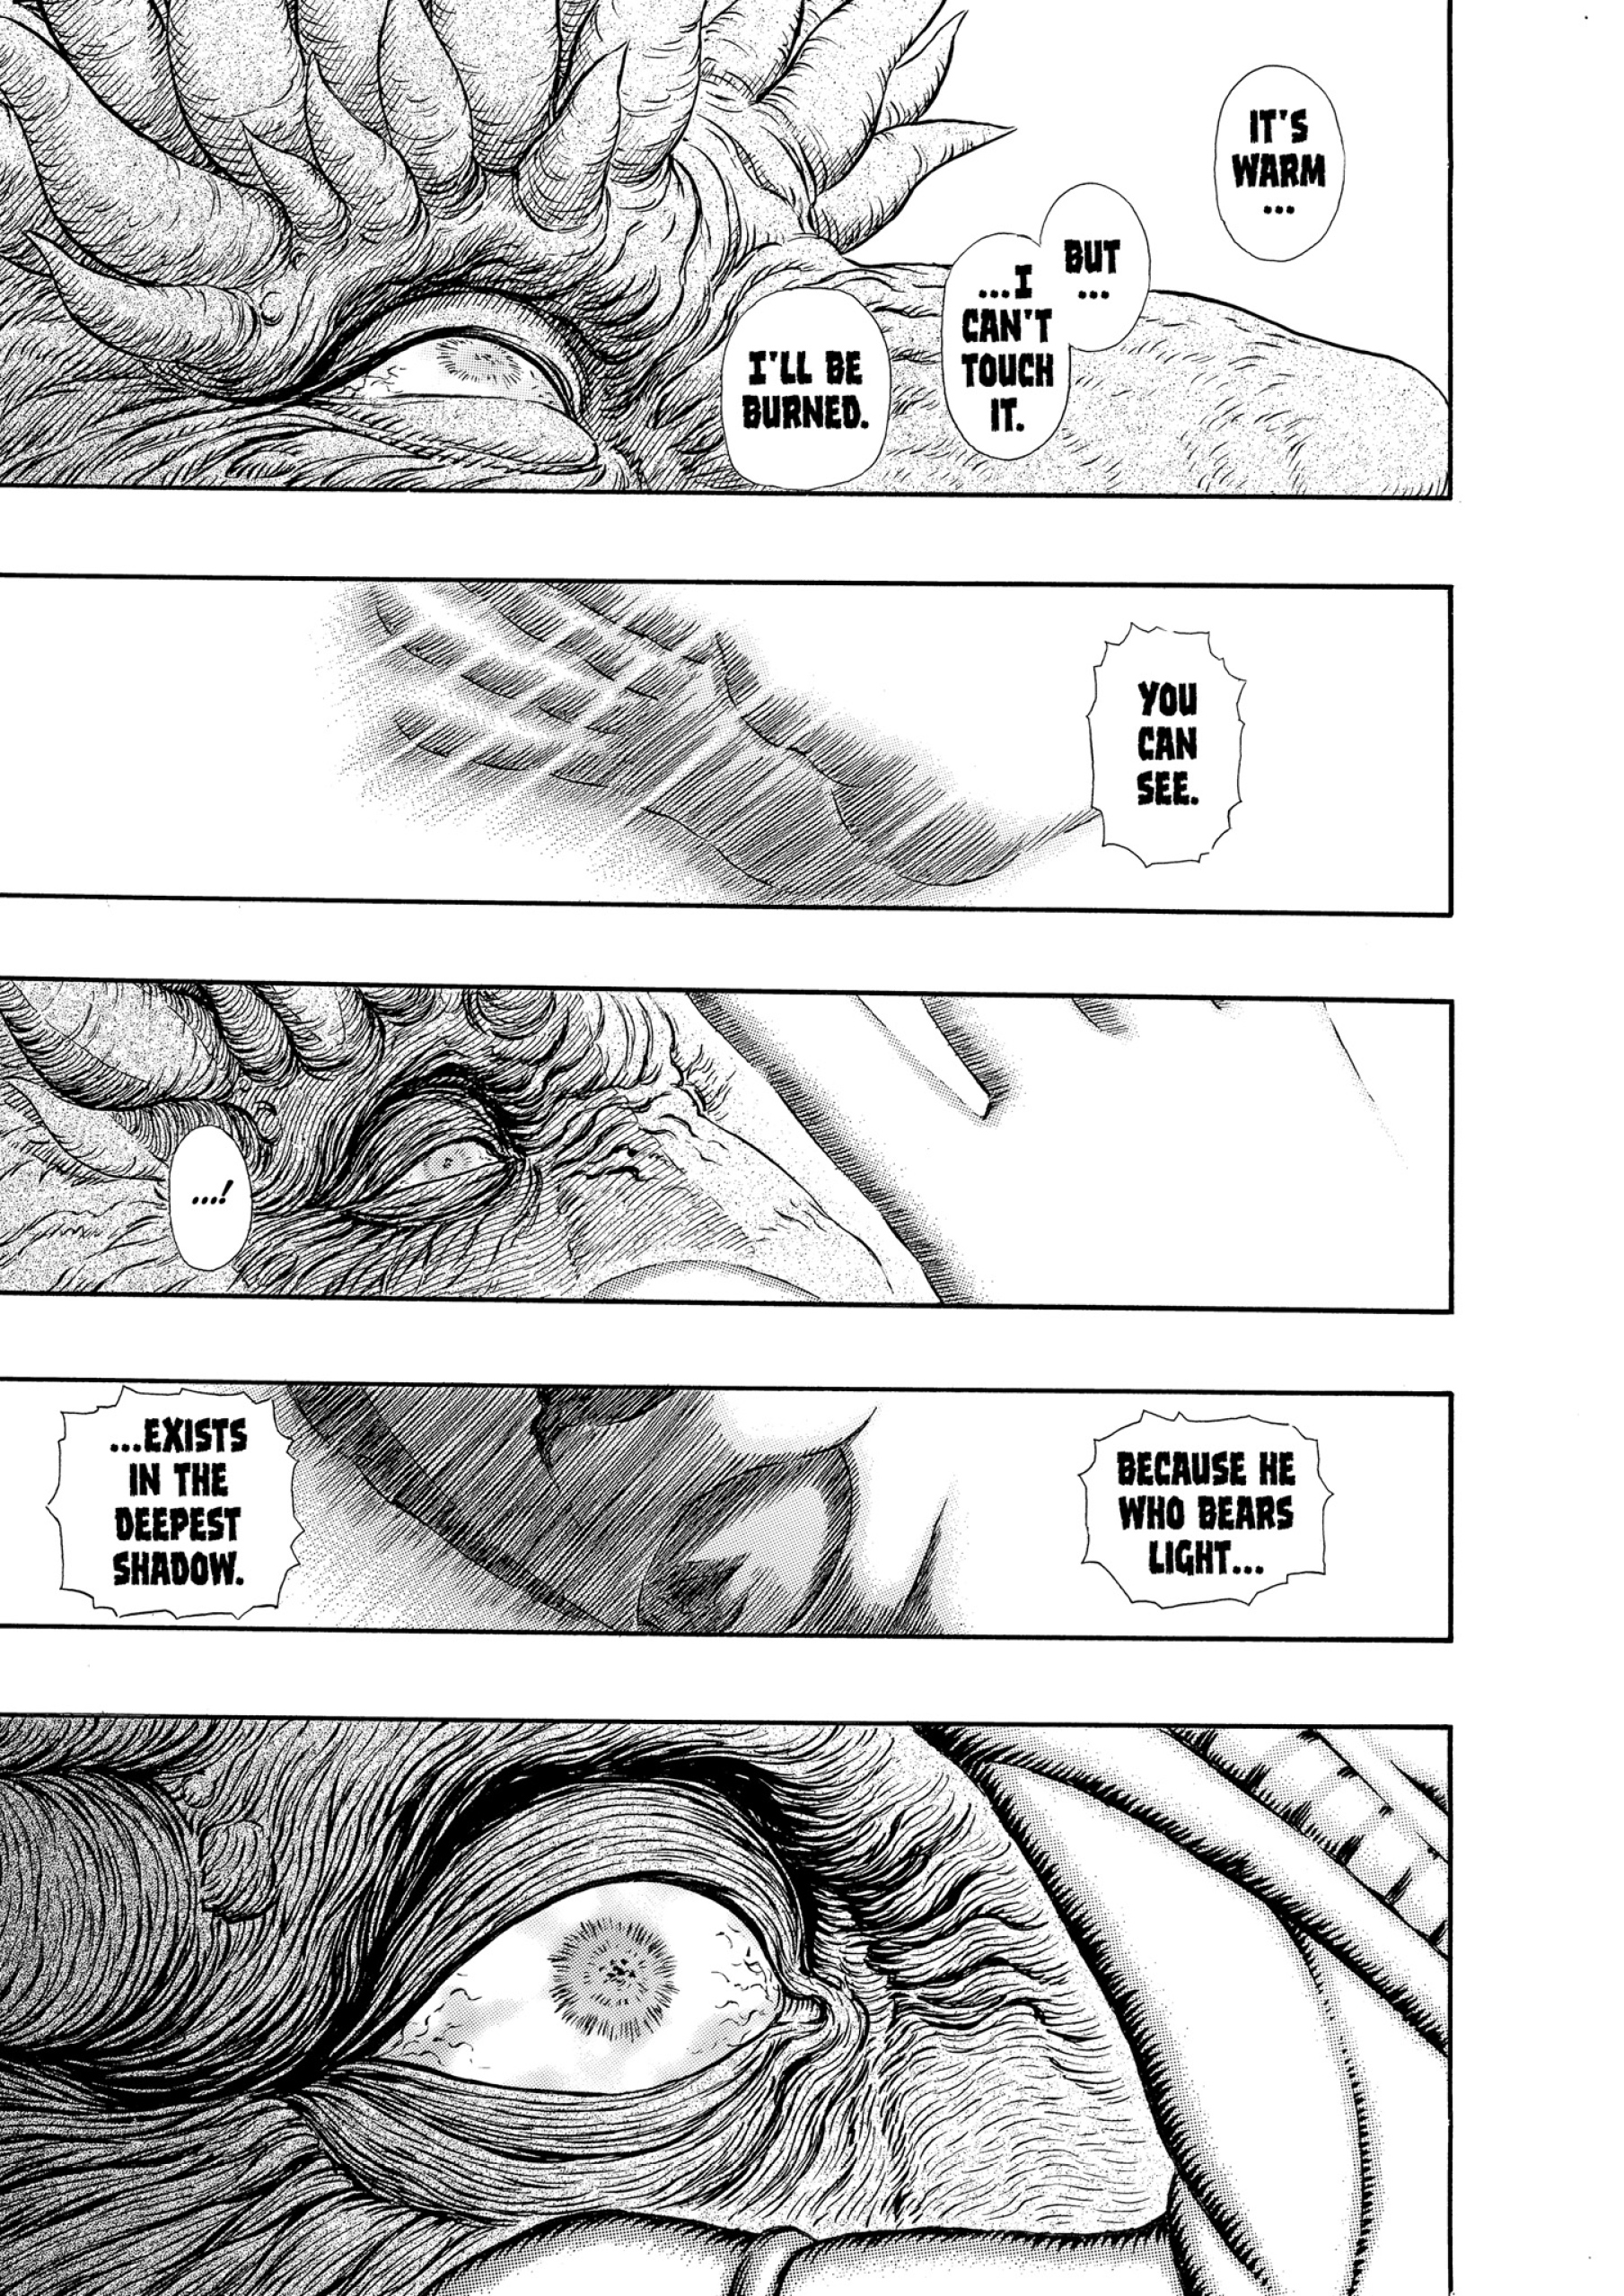 IT'S
WARM
...
BUT
...
...I
CAN'T
TOUCH
IT.
I'LL BE
BURNED.
YOU
CAN
SEE.
...!
BECAUSE HE
WHO BEARS
LIGHT...
...EXISTS
IN THE
DEEPEST
SHADOW.